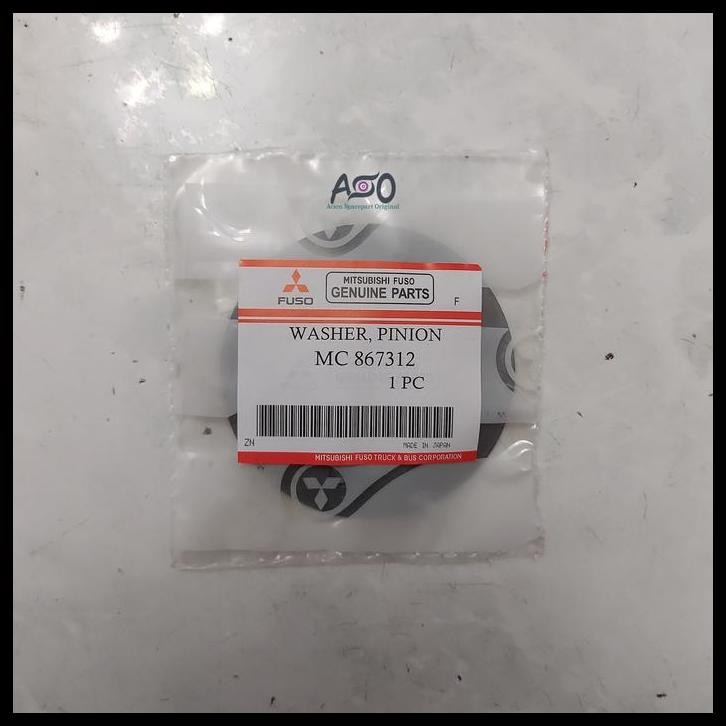 ASO
Acien Sparepart Original
FUSO
MITSUBISHI FUSO
GENUINE PARTS
F
WASHER, PINION
MC 867312
1 PC
ZN
MADE IN JAPAN
MITSUBISHI FUSO TRUCK & BUS CORPORATION